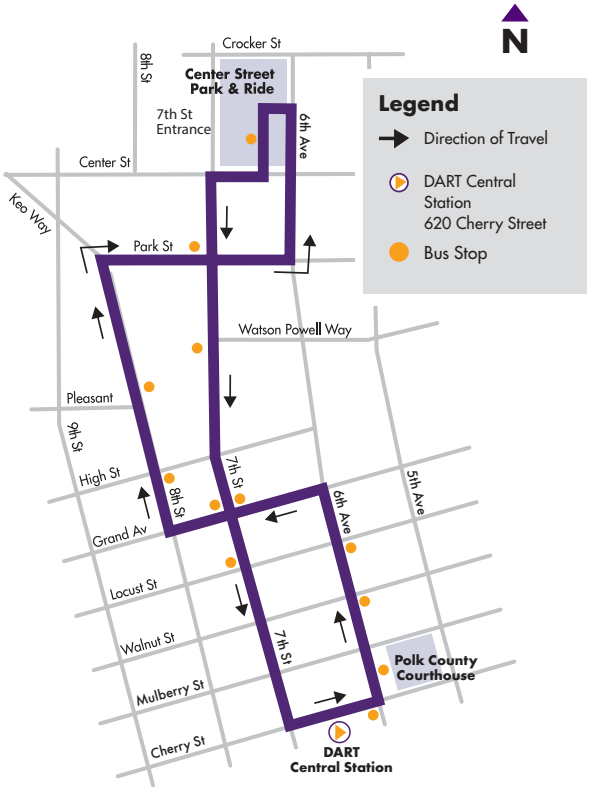 N
Crocker St
8th St
Center Street
Park & Ride
7th St
Entrance
6th Ave
Center St
Keo Way
Park St
Watson Powell Way
Pleasant
9th St
High St
8th St
7th St
6th Ave
5th Ave
Grand Av
Locust St
Walnut St
7th St
Mulberry St
Polk County
Courthouse
Cherry St
DART
Central Station
Legend
Direction of Travel
DART Central
Station
620 Cherry Street
Bus Stop